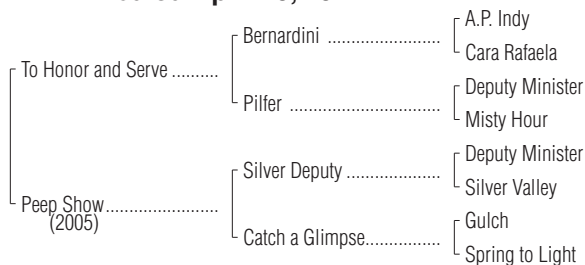 A.P. Indy
Bernardini ........................
Cara Rafaela
To Honor and Serve ..........
Deputy Minister
Pilfer ................................
Misty Hour
Deputy Minister
Silver Deputy ...................
Silver Valley
Peep Show........................
(2005)
Gulch
Catch a Glimpse...............
Spring to Light